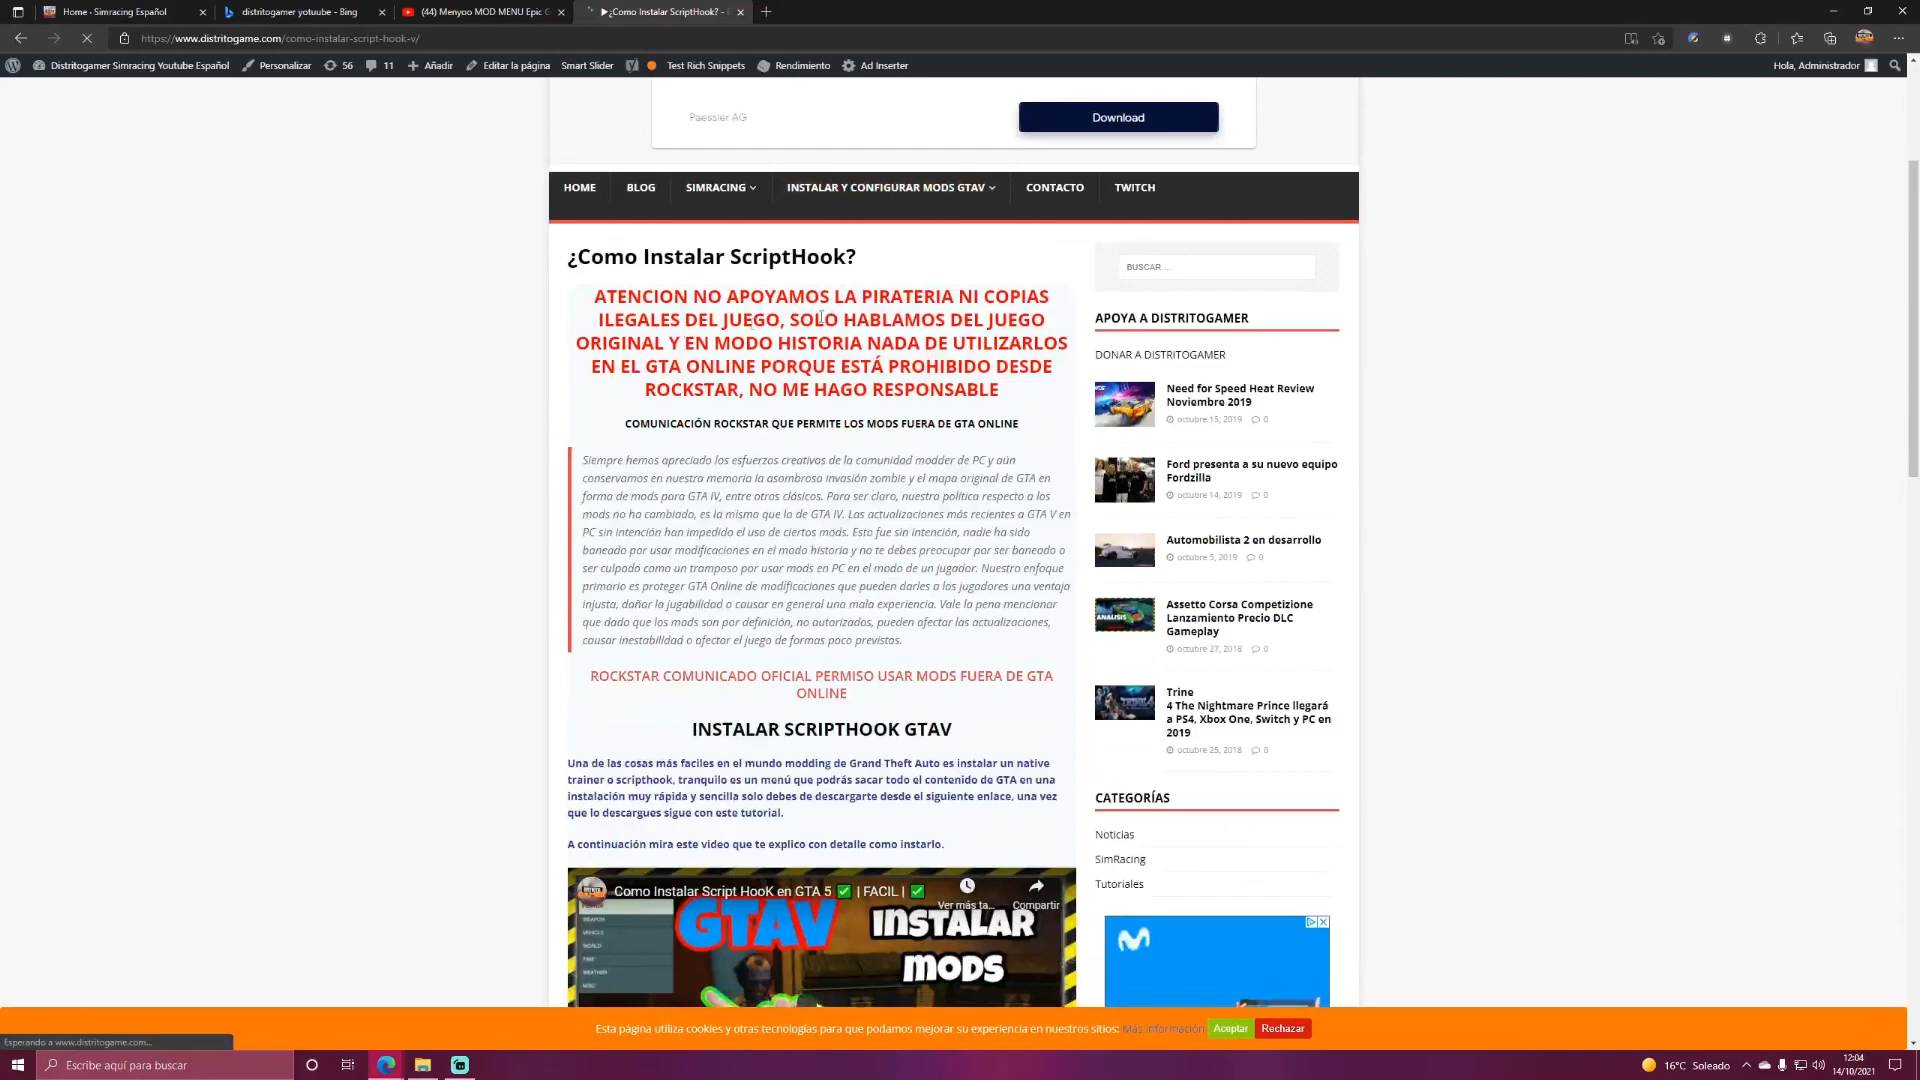 Home - Simracing Español
distritogamer yotuube - Bing
(44) Menyoo MOD MENU Epic G
▶¿Como Instalar ScriptHook? -
https://www.distritogame.com/como-instalar-script-hook-v/
Distritogamer Simracing Youtube Español
Personalizar
56
11
Añadir
Editar la página
Smart Slider
Test Rich Snippets
Rendimiento
Ad Inserter
Hola, Administrador
Paessler AG
Download
HOME
BLOG
SIMRACING
INSTALAR Y CONFIGURAR MODS GTAV
CONTACTO
TWITCH
¿Como Instalar ScriptHook?
ATENCION NO APOYAMOS LA PIRATERIA NI COPIAS
ILEGALES DEL JUEGO, SOLO HABLAMOS DEL JUEGO
ORIGINAL Y EN MODO HISTORIA NADA DE UTILIZARLOS
EN EL GTA ONLINE PORQUE ESTÁ PROHIBIDO DESDE
ROCKSTAR, NO ME HAGO RESPONSABLE
COMUNICACIÓN ROCKSTAR QUE PERMITE LOS MODS FUERA DE GTA ONLINE
Siempre hemos apreciado los esfuerzos creativos de la comunidad modder de PC y aún
conservamos en nuestra memoria la asombrosa invasión zombie y el mapa original de GTA en
forma de mods para GTA IV, entre otros clásicos. Para ser claro, nuestra política respecto a los
mods no ha cambiado, es la misma que la de GTA IV. Las actualizaciones más recientes a GTA V en
PC sin intención han impedido el uso de ciertos mods. Esto fue sin intención, nadie ha sido
baneado por usar modificaciones en el modo historia y no te debes preocupar por ser baneado o
ser culpado como un tramposo por usar mods en PC en el modo de un jugador. Nuestro enfoque
primario es proteger GTA Online de modificaciones que pueden darles a los jugadores una ventaja
injusta, dañar la jugabilidad o causar en general una mala experiencia. Vale la pena mencionar
que dado que los mods son por definición, no autorizados, pueden afectar las actualizaciones,
causar inestabilidad o afectar el juego de formas poco previstas.
ROCKSTAR COMUNICADO OFICIAL PERMISO USAR MODS FUERA DE GTA
ONLINE
INSTALAR SCRIPTHOOK GTAV
Una de las cosas más faciles en el mundo modding de Grand Theft Auto es instalar un native
trainer o scripthook, tranquilo es un menú que podrás sacar todo el contenido de GTA en una
instalación muy rápida y sencilla solo debes de descargarte desde el siguiente enlace, una vez
que lo descargues sigue con este tutorial.
A continuación mira este video que te explico con detalle como instarlo.
Como Instalar Script HooK en GTA 5 ✅ | FACIL | ✅
Ver más ta...
Compartir
WEAPON
VEHICLE
WORLD
TIME
WEATHER
MISC
GTAV
INSTALAR
MODS
BUSCAR ...
APOYA A DISTRITOGAMER
DONAR A DISTRITOGAMER
Need for Speed Heat Review
Noviembre 2019
octubre 15, 2019
0
Ford presenta a su nuevo equipo
Fordzilla
octubre 14, 2019
0
Automobilista 2 en desarrollo
octubre 5, 2019
0
ANALISIS
Assetto Corsa Competizione
Lanzamiento Precio DLC
Gameplay
octubre 27, 2018
0
Trine
4 The Nightmare Prince llegará
a PS4, Xbox One, Switch y PC en
2019
octubre 25, 2018
0
CATEGORÍAS
Noticias
SimRacing
Tutoriales
Esta página utiliza cookies y otras tecnologías para que podamos mejorar su experiencia en nuestros sitios: Más información
Aceptar
Rechazar
Esperando a www.distritogame.com...
Escribe aquí para buscar
16°C Soleado
12:04
14/10/2021